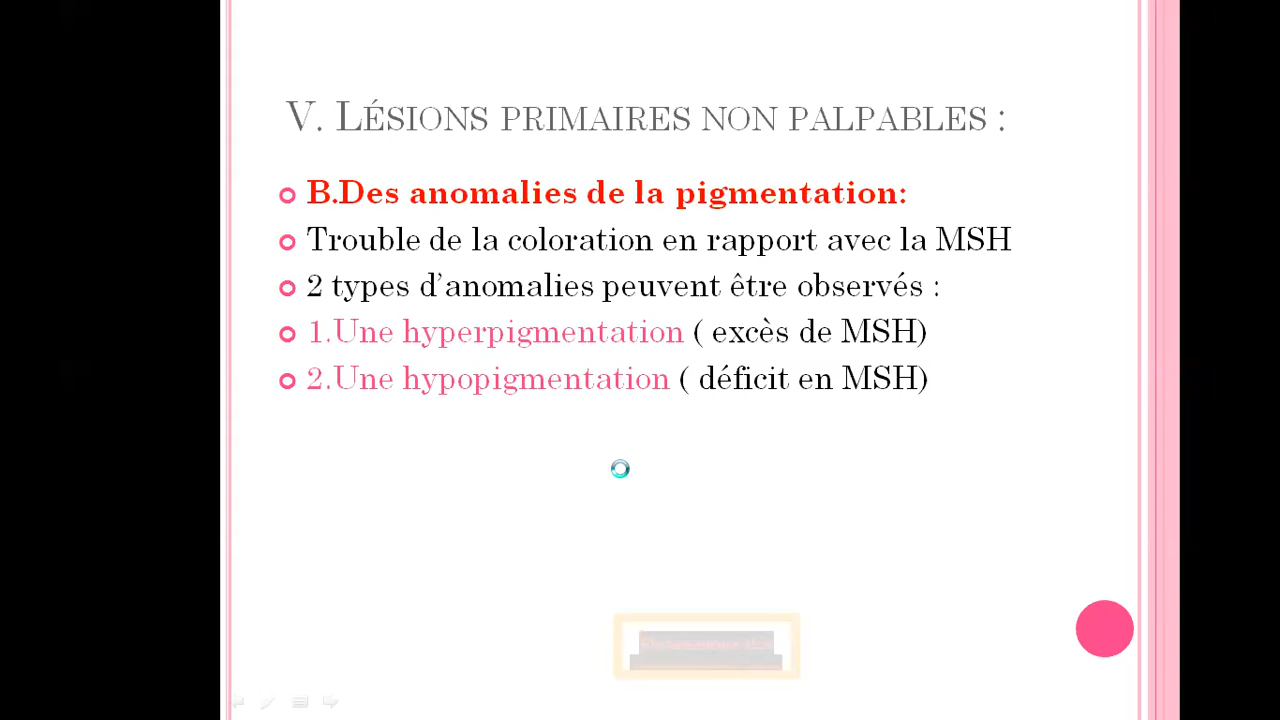 V. LÉSIONS PRIMAIRES NON PALPABLES :
B.Des anomalies de la pigmentation:
Trouble de la coloration en rapport avec la MSH
2 types d'anomalies peuvent être observés :
1.Une hyperpigmentation ( excès de MSH)
2.Une hypopigmentation ( déficit en MSH)